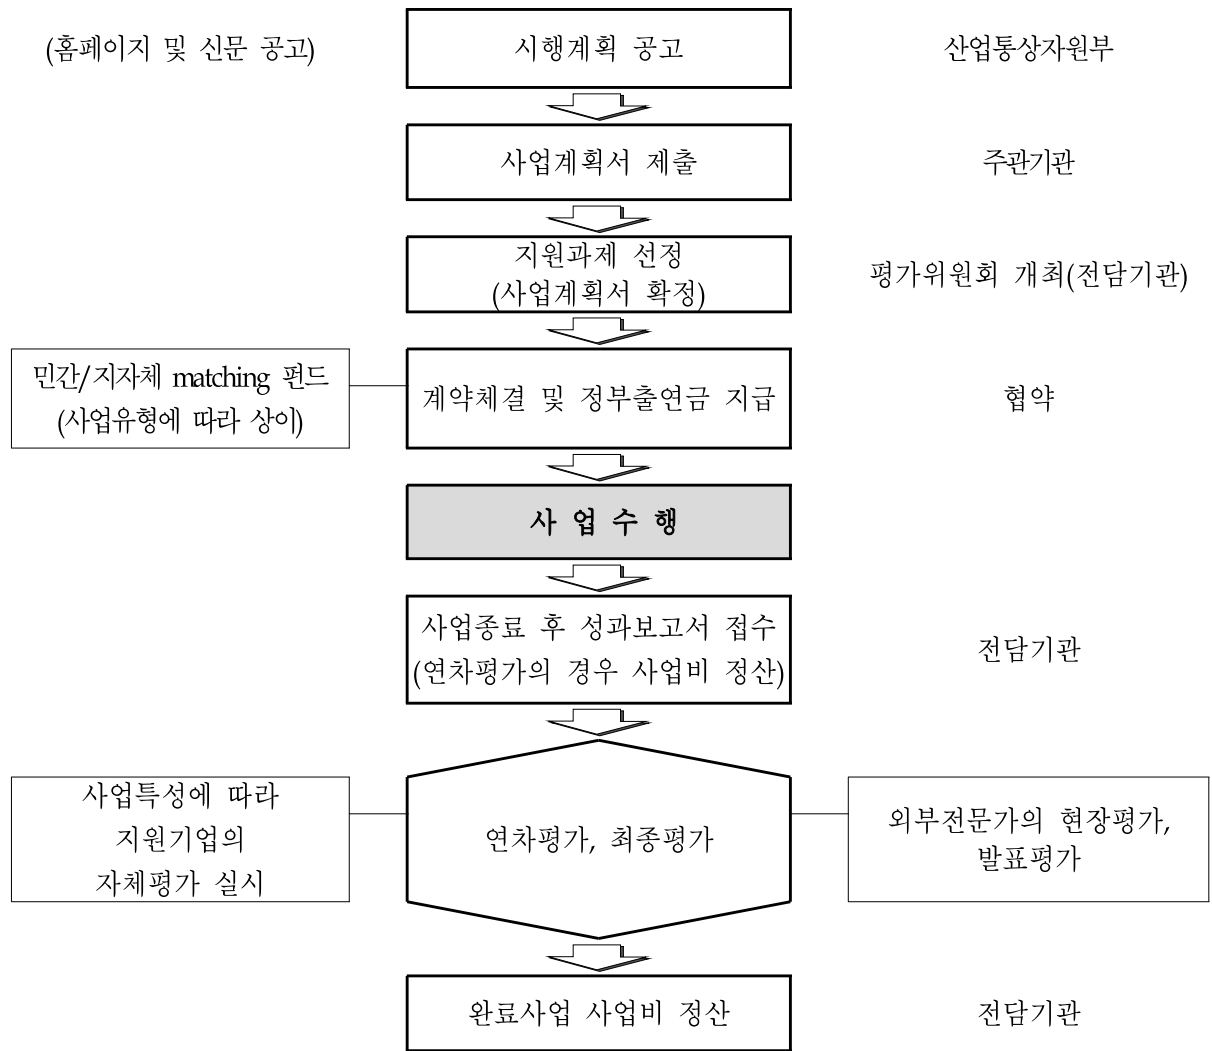 (홈페이지 및 신문 공고)
시행계획 공고
산업통상자원부
사업계획서 제출
주관기관
지원과제 선정
(사업계획서 확정)
평가위원회 개최(전담기관)
민간/지자체 matching 펀드
(사업유형에 따라 상이)
계약체결 및 정부출연금 지급
협약
사 업 수 행
사업종료 후 성과보고서 접수
(연차평가의 경우 사업비 정산)
전담기관
사업특성에 따라
지원기업의
자체평가 실시
연차평가, 최종평가
외부전문가의 현장평가,
발표평가
완료사업 사업비 정산
전담기관